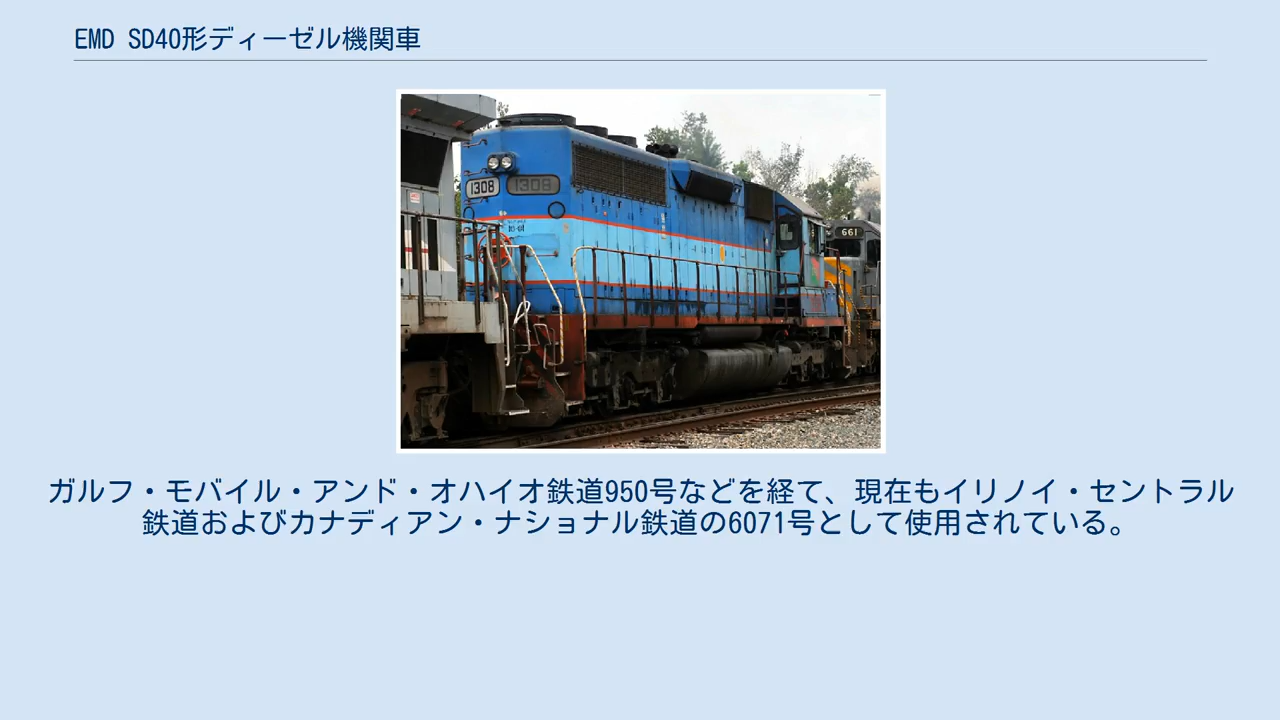 EMD SD40形ディーゼル機関車
1308
1308
661
ガルフ・モバイル・アンド・オハイオ鉄道950号などを経て、現在もイリノイ・セントラル
鉄道およびカナディアン・ナショナル鉄道の6071号として使用されている。